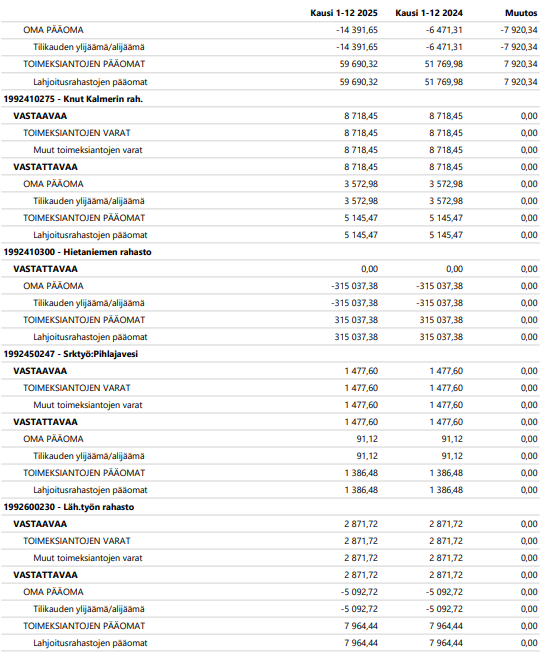 Kausi 1-12 2025 Kausi 1-12 2024 Muutos
OMA PÄÄOMA -14 391,65 -6 471,31 -7 920,34
Tilikauden ylijäämä/alijäämä -14 391,65 -6 471,31 -7 920,34
TOIMEKSIANTOJEN PÄÄOMAT 59 690,32 51 769,98 7 920,34
Lahjoitusrahastojen pääomat 59 690,32 51 769,98 7 920,34
1992410275 - Knut Kalmerin rah.
VASTAAVAA 8 718,45 8 718,45 0,00
TOIMEKSIANTOJEN VARAT 8 718,45 8 718,45 0,00
Muut toimeksiantojen varat 8 718,45 8 718,45 0,00
VASTATTAVAA 8 718,45 8 718,45 0,00
OMA PÄÄOMA 3 572,98 3 572,98 0,00
Tilikauden ylijäämä/alijäämä 3 572,98 3 572,98 0,00
TOIMEKSIANTOJEN PÄÄOMAT 5 145,47 5 145,47 0,00
Lahjoitusrahastojen pääomat 5 145,47 5 145,47 0,00
1992410300 - Hietaniemen rahasto
VASTATTAVAA 0,00 0,00 0,00
OMA PÄÄOMA -315 037,38 -315 037,38 0,00
Tilikauden ylijäämä/alijäämä -315 037,38 -315 037,38 0,00
TOIMEKSIANTOJEN PÄÄOMAT 315 037,38 315 037,38 0,00
Lahjoitusrahastojen pääomat 315 037,38 315 037,38 0,00
1992450247 - Srktyö:Pihlajavesi
VASTAAVAA 1 477,60 1 477,60 0,00
TOIMEKSIANTOJEN VARAT 1 477,60 1 477,60 0,00
Muut toimeksiantojen varat 1 477,60 1 477,60 0,00
VASTATTAVAA 1 477,60 1 477,60 0,00
OMA PÄÄOMA 91,12 91,12 0,00
Tilikauden ylijäämä/alijäämä 91,12 91,12 0,00
TOIMEKSIANTOJEN PÄÄOMAT 1 386,48 1 386,48 0,00
Lahjoitusrahastojen pääomat 1 386,48 1 386,48 0,00
1992600230 - Läh.työn rahasto
VASTAAVAA 2 871,72 2 871,72 0,00
TOIMEKSIANTOJEN VARAT 2 871,72 2 871,72 0,00
Muut toimeksiantojen varat 2 871,72 2 871,72 0,00
VASTATTAVAA 2 871,72 2 871,72 0,00
OMA PÄÄOMA -5 092,72 -5 092,72 0,00
Tilikauden ylijäämä/alijäämä -5 092,72 -5 092,72 0,00
TOIMEKSIANTOJEN PÄÄOMAT 7 964,44 7 964,44 0,00
Lahjoitusrahastojen pääomat 7 964,44 7 964,44 0,00